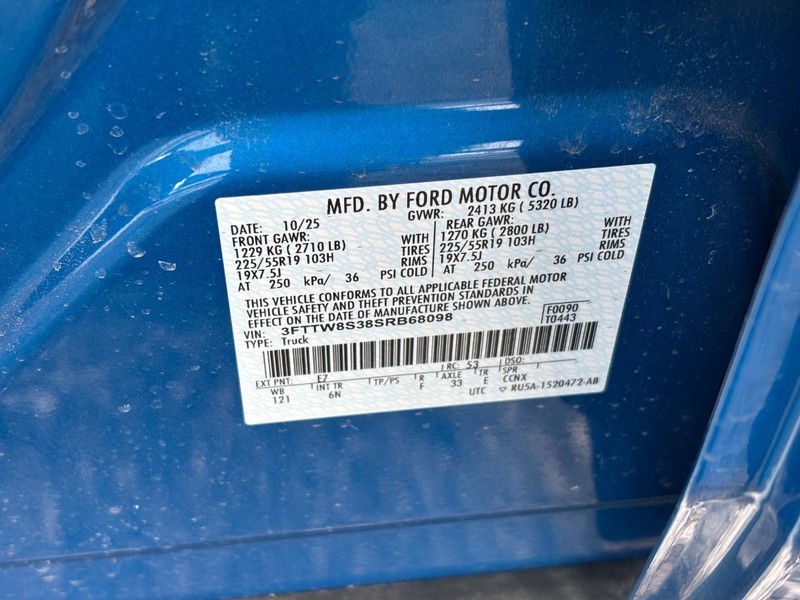 MFD. BY FORD MOTOR CO.
DATE: 10/25 GVWR: 2413 KG ( 5320 LB)
FRONT GAWR: WITH REAR GAWR: WITH
1229 KG ( 2710 LB) TIRES 1270 KG ( 2800 LB) TIRES
225/55R19 103H RIMS 225/55R19 103H RIMS
19X7.5J 19X7.5J
AT 250 kPa/ 36 PSI COLD AT 250 kPa/ 36 PSI COLD
THIS VEHICLE CONFORMS TO ALL APPLICABLE FEDERAL MOTOR
VEHICLE SAFETY AND THEFT PREVENTION STANDARDS IN
EFFECT ON THE DATE OF MANUFACTURE SHOWN ABOVE.
VIN: 3FTTW8S38SRB68098 F0090
TYPE: Truck T0443
EXT PNT: E7 RC: 53 DSO:
WB INT TR TP/PS R AXLE TR SPR
121 6N F 33 E CCNX
UTC RU5A-1520472-AB